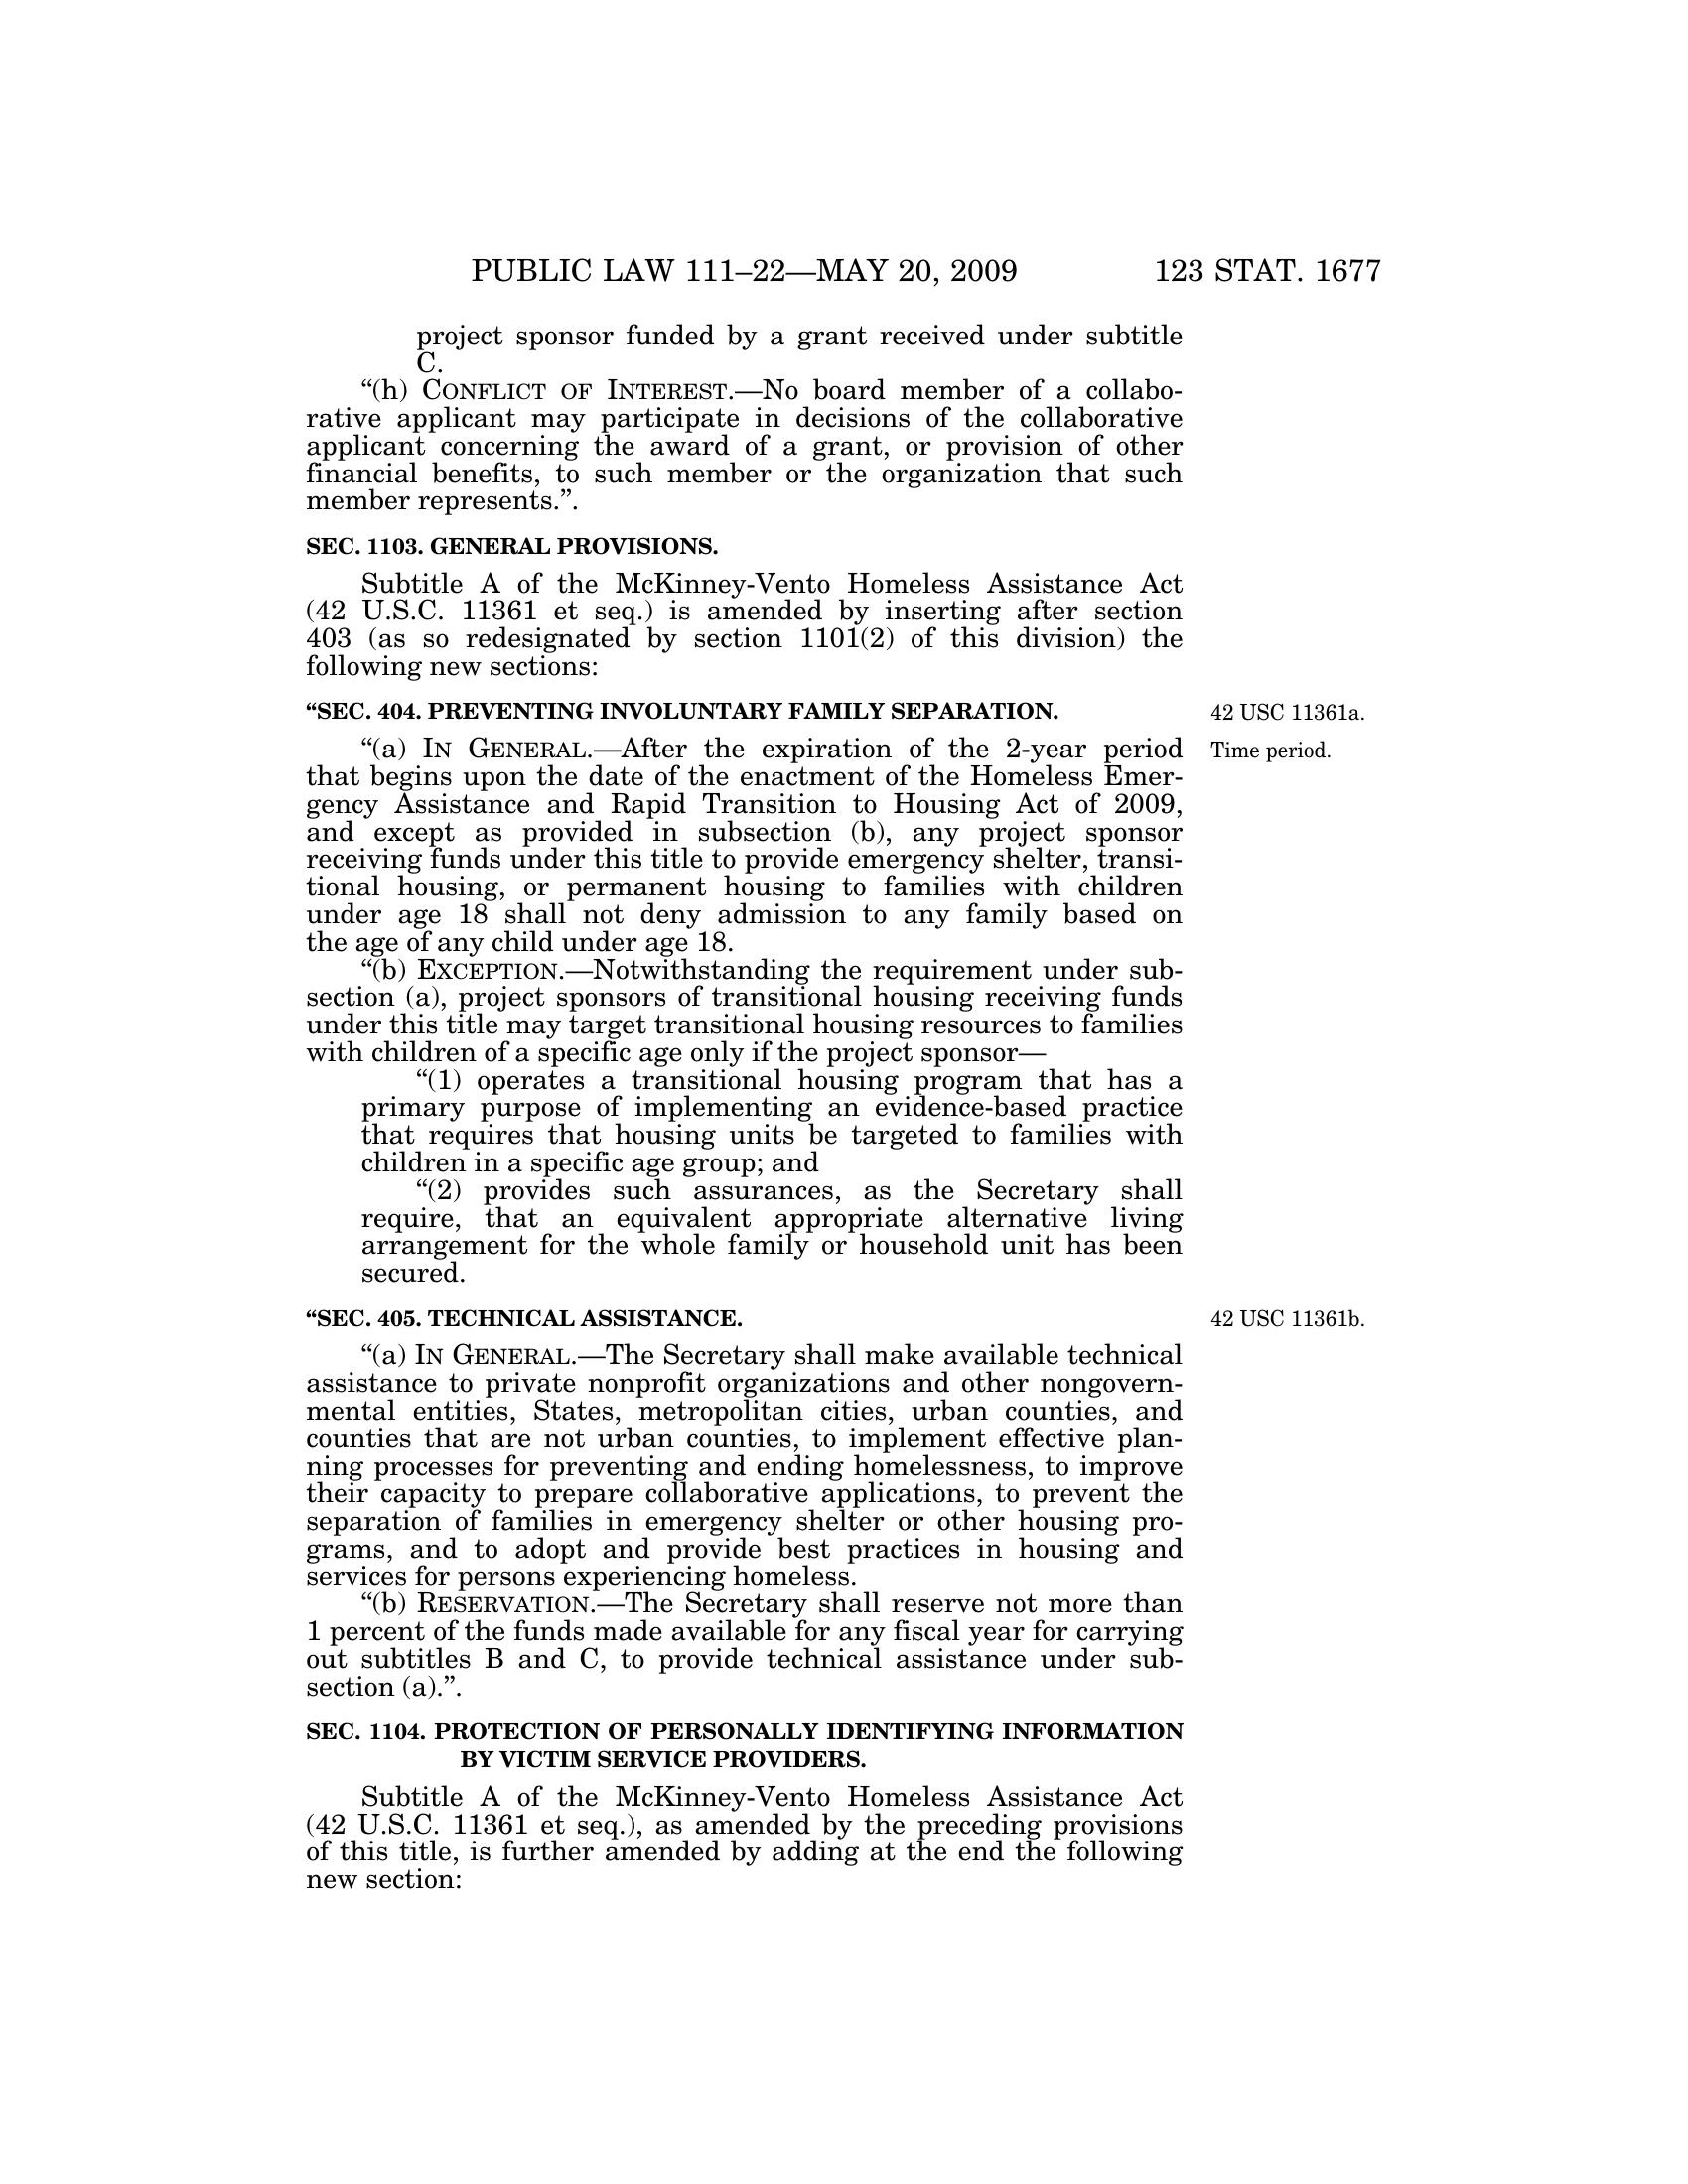 PUBLIC LAW 111–22—MAY 20, 2009 123 STAT. 1677
project sponsor funded by a grant received under subtitle
C.
“(h) CONFLICT OF INTEREST.—No board member of a collabo-
rative applicant may participate in decisions of the collaborative
applicant concerning the award of a grant, or provision of other
financial benefits, to such member or the organization that such
member represents.”.
SEC. 1103. GENERAL PROVISIONS.
Subtitle A of the McKinney-Vento Homeless Assistance Act
(42 U.S.C. 11361 et seq.) is amended by inserting after section
403 (as so redesignated by section 1101(2) of this division) the
following new sections:
“SEC. 404. PREVENTING INVOLUNTARY FAMILY SEPARATION.
42 USC 11361a.
“(a) IN GENERAL.—After the expiration of the 2-year period
Time period.
that begins upon the date of the enactment of the Homeless Emer-
gency Assistance and Rapid Transition to Housing Act of 2009,
and except as provided in subsection (b), any project sponsor
receiving funds under this title to provide emergency shelter, transi-
tional housing, or permanent housing to families with children
under age 18 shall not deny admission to any family based on
the age of any child under age 18.
“(b) EXCEPTION.—Notwithstanding the requirement under sub-
section (a), project sponsors of transitional housing receiving funds
under this title may target transitional housing resources to families
with children of a specific age only if the project sponsor—
“(1) operates a transitional housing program that has a
primary purpose of implementing an evidence-based practice
that requires that housing units be targeted to families with
children in a specific age group; and
“(2) provides such assurances, as the Secretary shall
require, that an equivalent appropriate alternative living
arrangement for the whole family or household unit has been
secured.
“SEC. 405. TECHNICAL ASSISTANCE.
42 USC 11361b.
“(a) IN GENERAL.—The Secretary shall make available technical
assistance to private nonprofit organizations and other nongovern-
mental entities, States, metropolitan cities, urban counties, and
counties that are not urban counties, to implement effective plan-
ning processes for preventing and ending homelessness, to improve
their capacity to prepare collaborative applications, to prevent the
separation of families in emergency shelter or other housing pro-
grams, and to adopt and provide best practices in housing and
services for persons experiencing homeless.
“(b) RESERVATION.—The Secretary shall reserve not more than
1 percent of the funds made available for any fiscal year for carrying
out subtitles B and C, to provide technical assistance under sub-
section (a).”.
SEC. 1104. PROTECTION OF PERSONALLY IDENTIFYING INFORMATION
BY VICTIM SERVICE PROVIDERS.
Subtitle A of the McKinney-Vento Homeless Assistance Act
(42 U.S.C. 11361 et seq.), as amended by the preceding provisions
of this title, is further amended by adding at the end the following
new section: